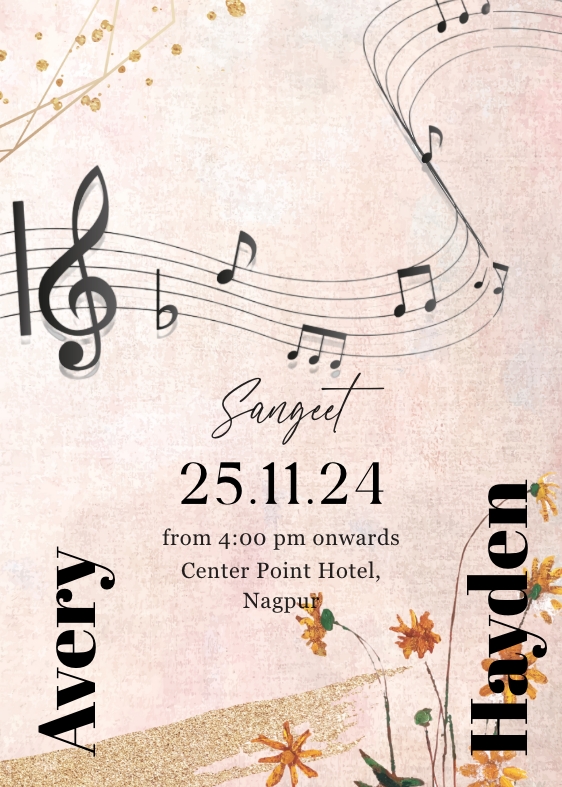 Sangeet
25.11.24
from 4:00 pm onwards
Center Point Hotel,
Nagpur
Avery
Hayden